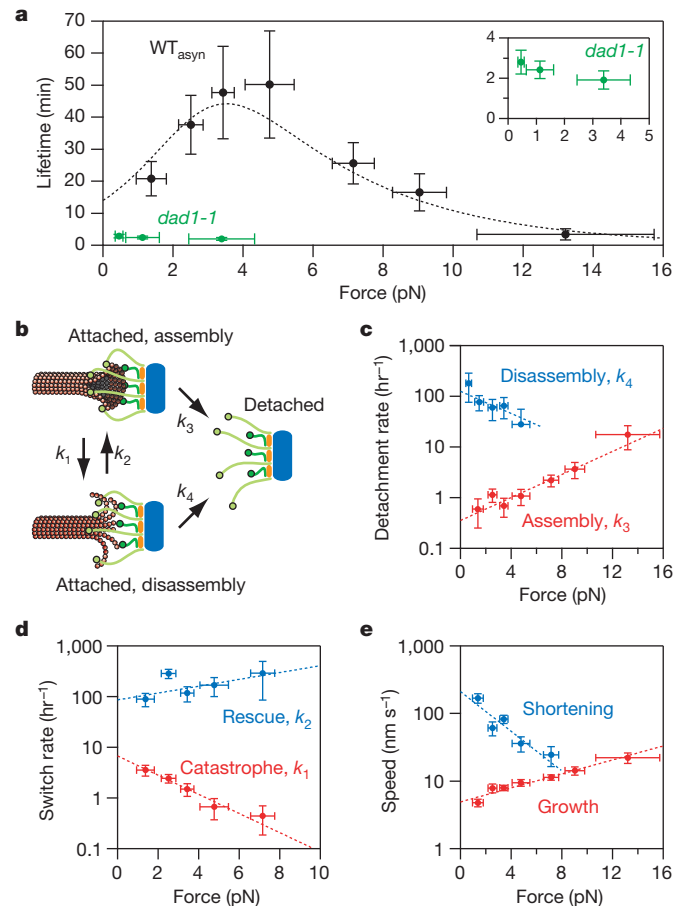 a
70
60
50
40
30
20
10
0
Lifetime (min)
WT_asyn
dad1-1
0 2 4 6 8 10 12 14 16
Force (pN)
4
2
0
dad1-1
0 1 2 3 4 5
b
Attached, assembly
Detached
k1
k2
k3
k4
Attached, disassembly
c
1,000
100
10
1
0.1
Detachment rate (hr⁻¹)
Disassembly, k4
Assembly, k3
0 4 8 12 16
Force (pN)
d
1,000
100
10
1
0.1
Switch rate (hr⁻¹)
Rescue, k2
Catastrophe, k1
0 2 4 6 8 10
Force (pN)
e
1,000
100
10
1
Speed (nm s⁻¹)
Shortening
Growth
0 4 8 12 16
Force (pN)